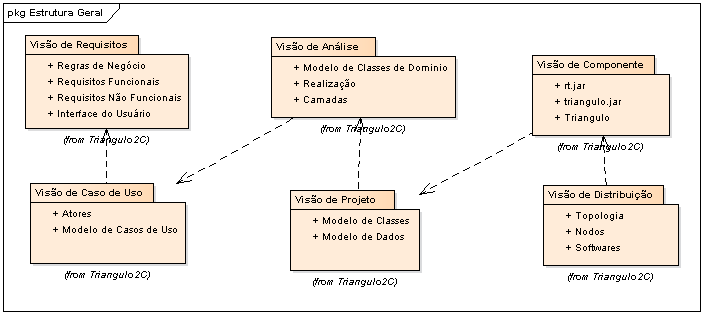 pkg Estrutura Geral
Visão de Requisitos
+ Regras de Negócio
+ Requisitos Funcionais
+ Requisitos Não Funcionais
+ Interface do Usuário
(from Triangulo2C)
Visão de Análise
+ Modelo de Classes de Dominio
+ Realização
+ Camadas
(from Triangulo2C)
Visão de Componente
+ rt.jar
+ triangulo.jar
+ Triangulo
(from Triangulo2C)
Visão de Caso de Uso
+ Atores
+ Modelo de Casos de Uso
(from Triangulo2C)
Visão de Projeto
+ Modelo de Classes
+ Modelo de Dados
(from Triangulo2C)
Visão de Distribuição
+ Topologia
+ Nodos
+ Softwares
(from Triangulo2C)